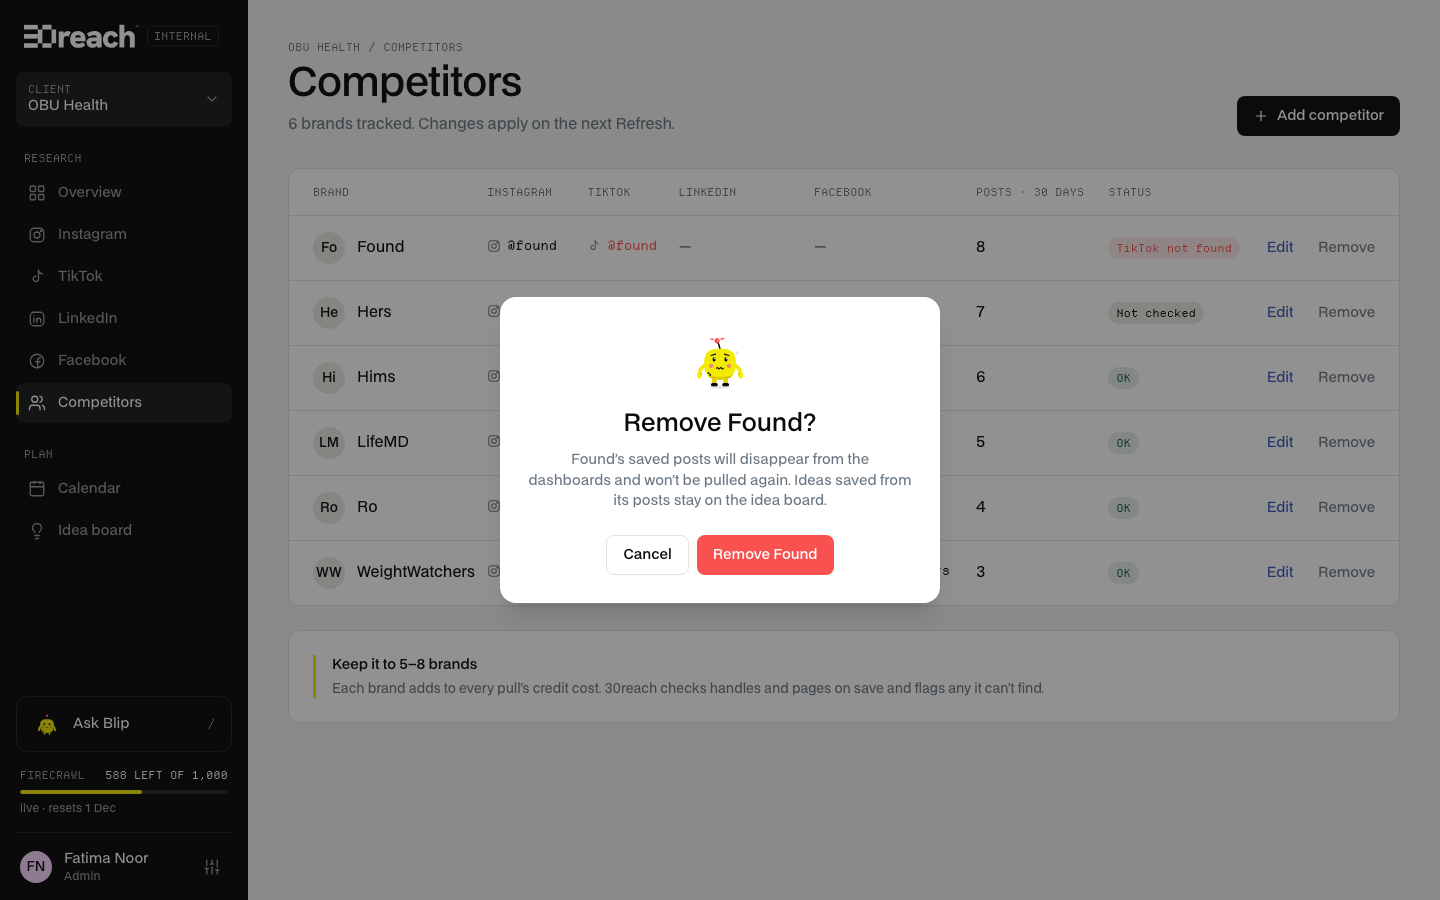 30reach INTERNAL
CLIENT
OBU Health
RESEARCH
Overview
Instagram
TikTok
LinkedIn
Facebook
Competitors
PLAN
Calendar
Idea board
Ask Blip /
FIRECRAWL 588 LEFT OF 1,000
live · resets 1 Dec
FN Fatima Noor
Admin
OBU HEALTH / COMPETITORS
Competitors
6 brands tracked. Changes apply on the next Refresh.
+ Add competitor
BRAND INSTAGRAM TIKTOK LINKEDIN FACEBOOK POSTS · 30 DAYS STATUS
Fo Found @found @found — — 8 TikTok not found Edit Remove
He Hers 7 Not checked Edit Remove
Hi Hims 6 OK Edit Remove
LM LifeMD 5 OK Edit Remove
Ro Ro 4 OK Edit Remove
WW WeightWatchers 3 OK Edit Remove
Remove Found?
Found's saved posts will disappear from the
dashboards and won't be pulled again. Ideas saved from
its posts stay on the idea board.
Cancel Remove Found
Keep it to 5–8 brands
Each brand adds to every pull's credit cost. 30reach checks handles and pages on save and flags any it can't find.